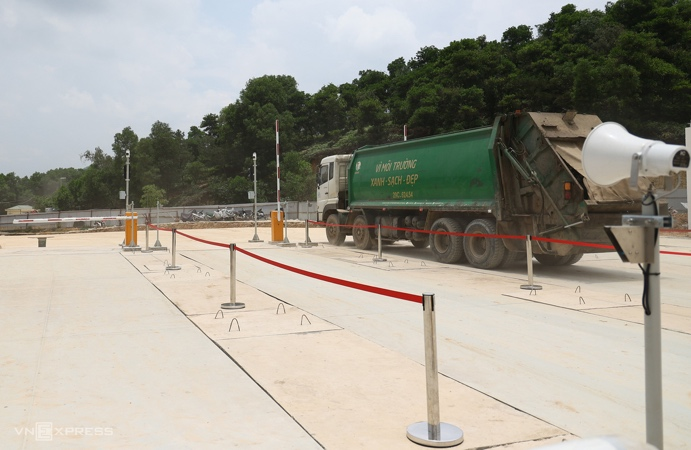 VÌ MÔI TRƯỜNG
XANH - SẠCH - ĐẸP
VNEXPRESS